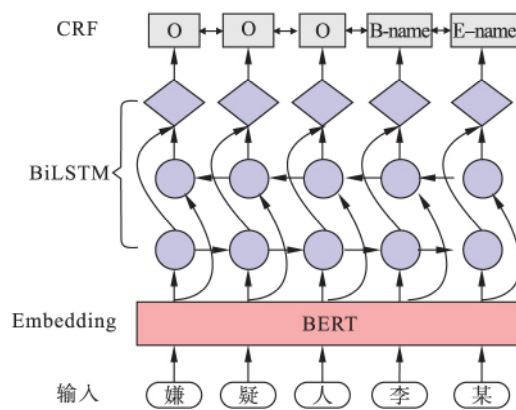 CRF O O O B-name E-name
BiLSTM
Embedding BERT
输入 嫌 疑 人 李 某